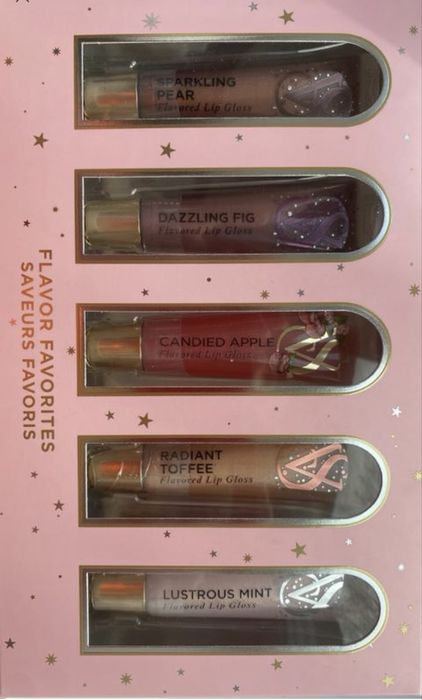 FLAVOR FAVORITES
SAVEURS FAVORIS
SPARKLING
PEAR
Flavored Lip Gloss
DAZZLING FIG
Flavored Lip Gloss
CANDIED APPLE
Flavored Lip Gloss
RADIANT
TOFFEE
Flavored Lip Gloss
LUSTROUS MINT
Flavored Lip Gloss